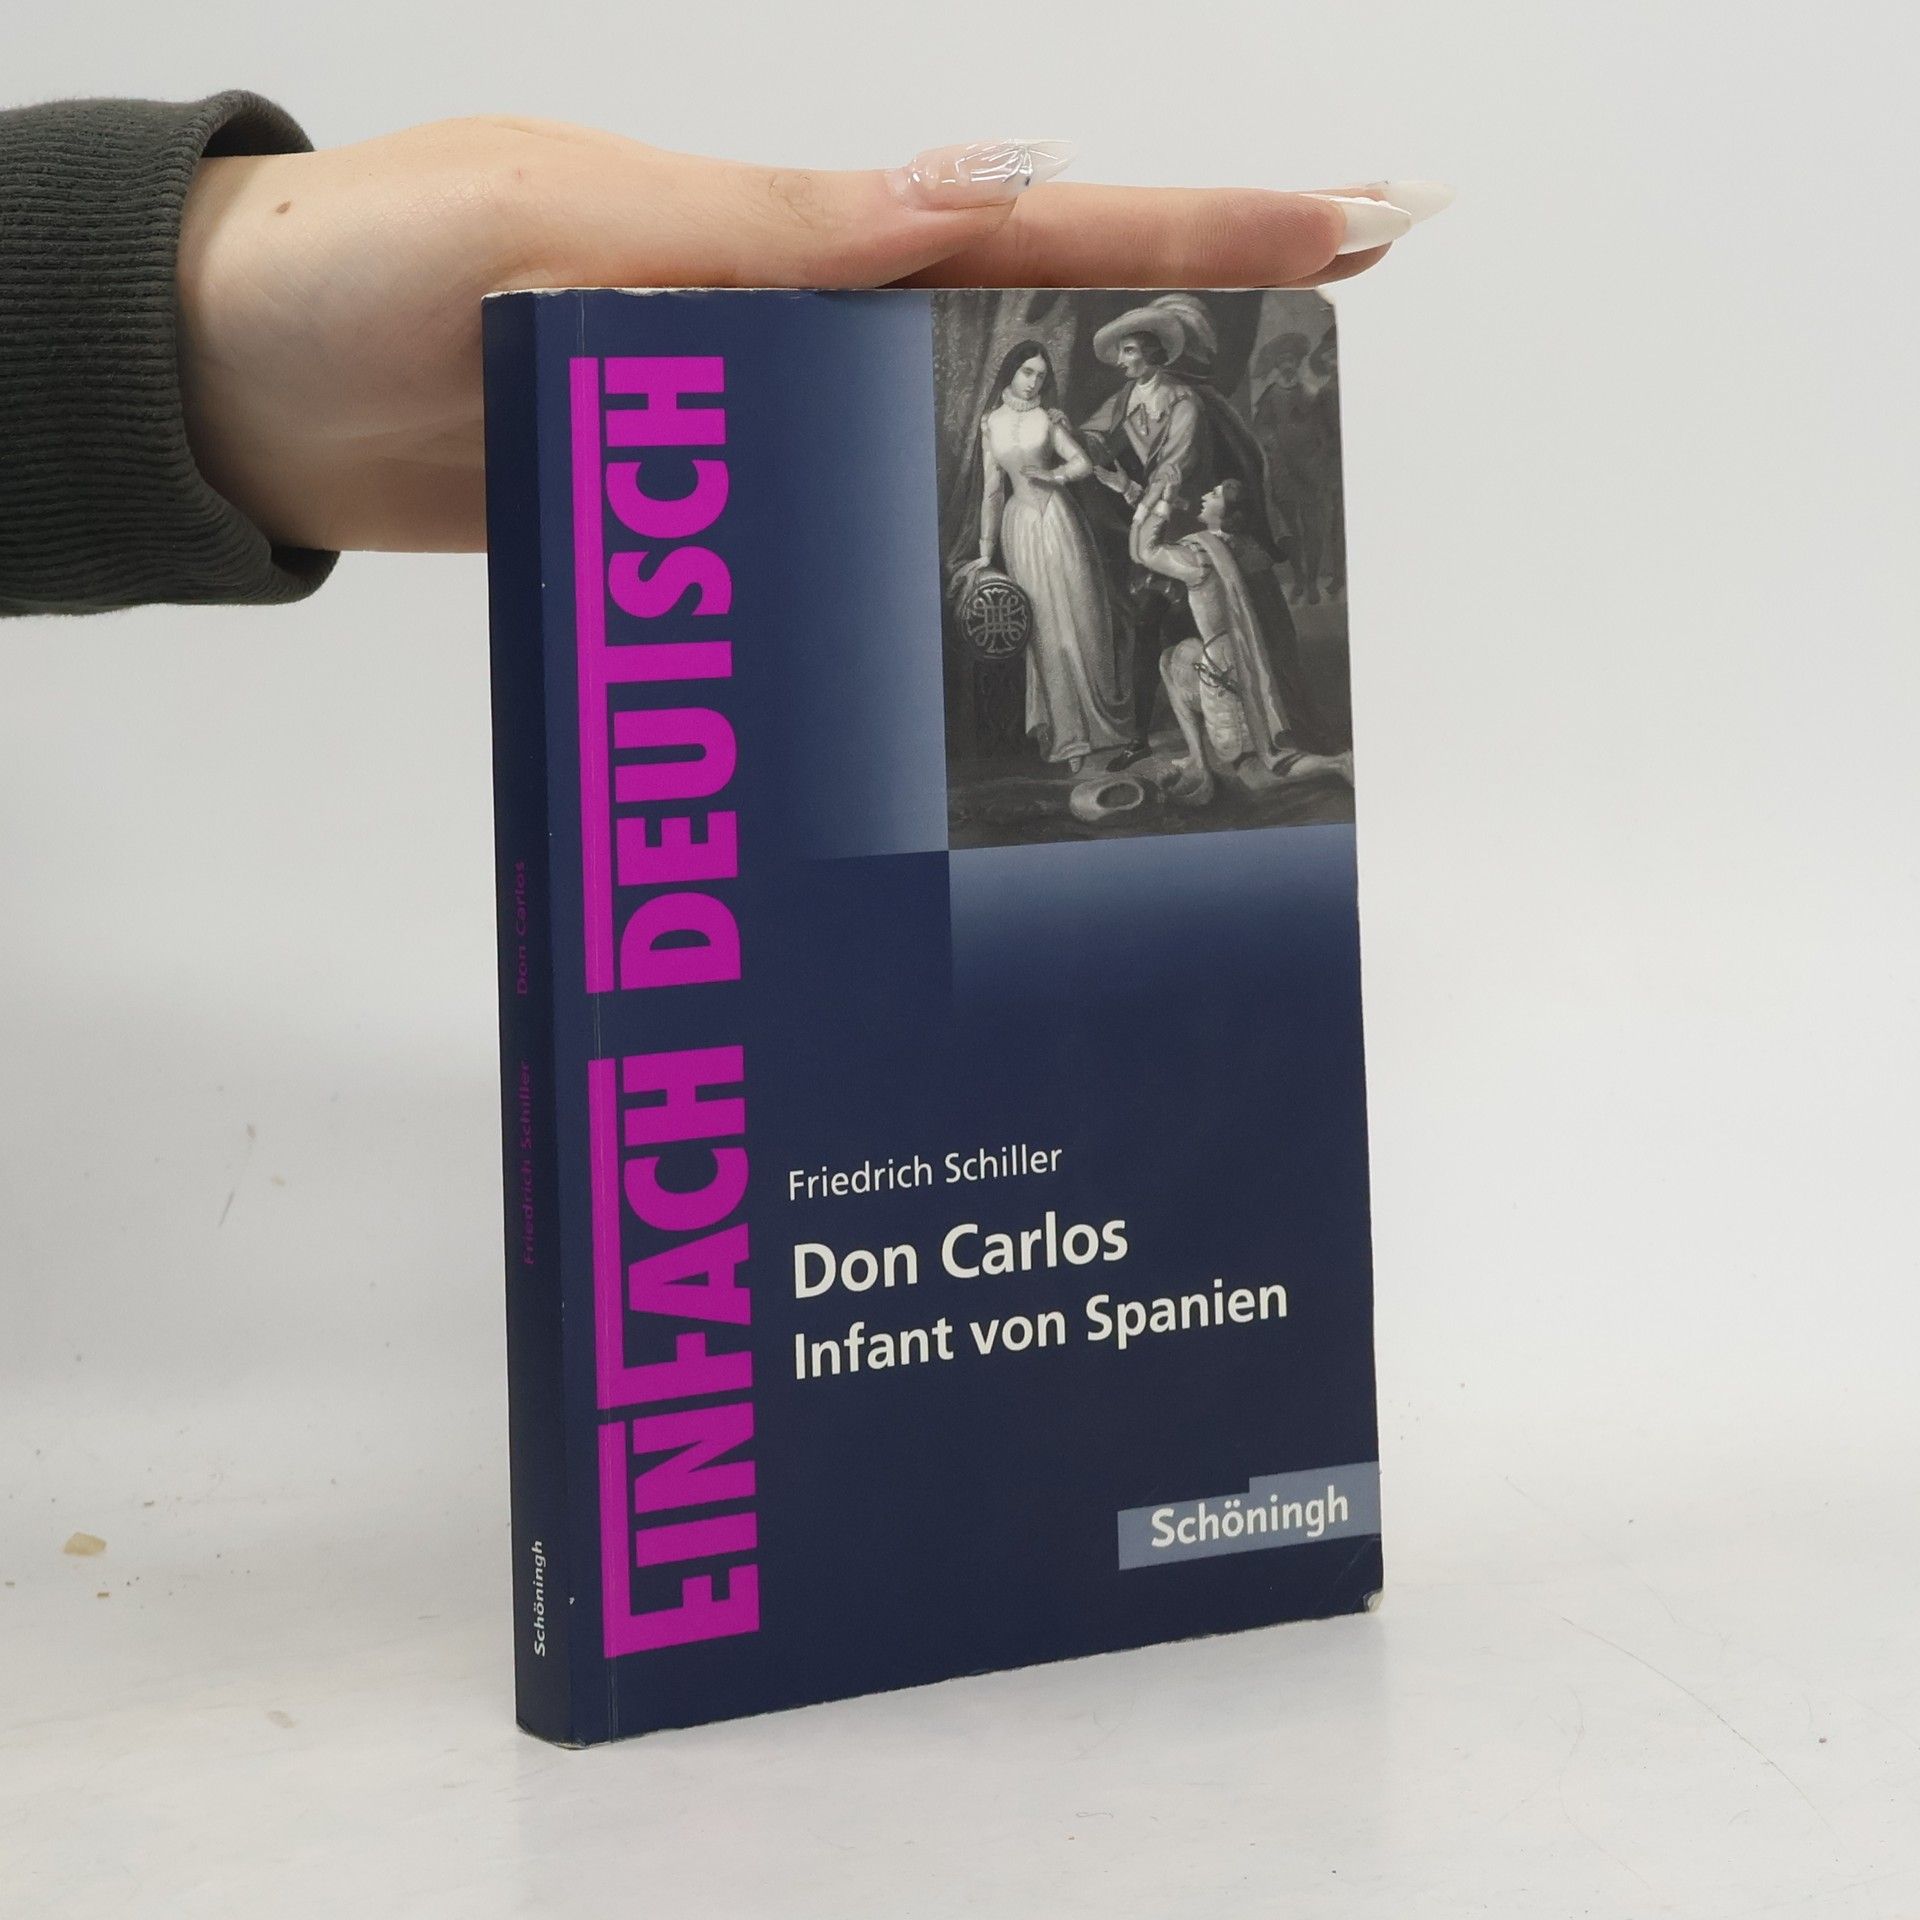 EINFACH DEUTSCH
Friedrich Schiller
Don Carlos
Infant von Spanien
Schöningh
Friedrich Schiller Don Carlos
Schöningh